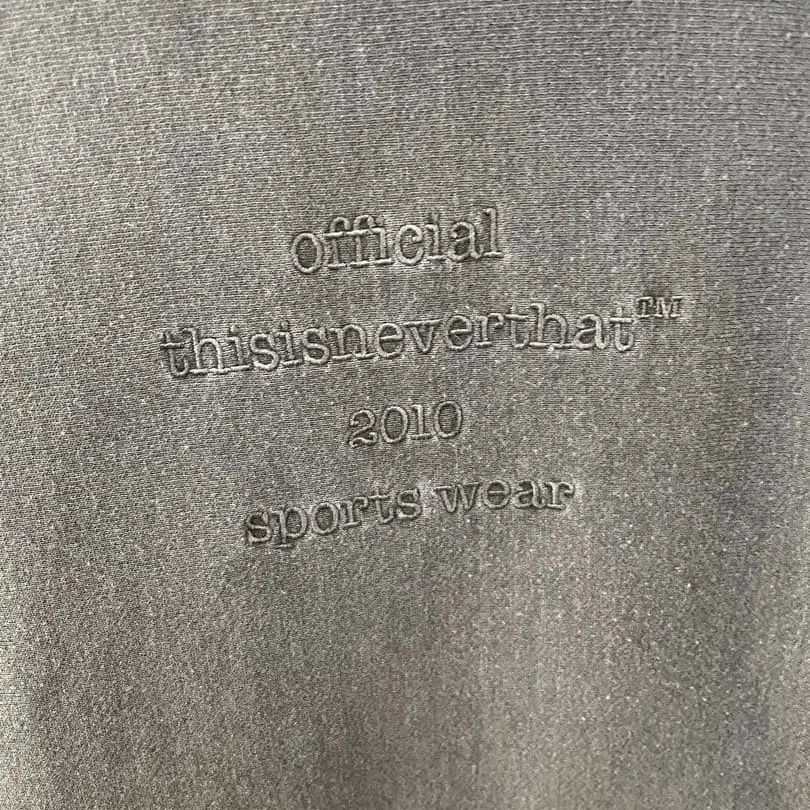 official
thisisneverthat™
2010
sports wear